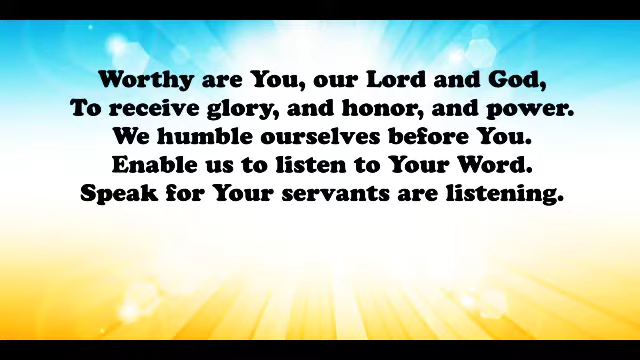 Worthy are You, our Lord and God,
To receive glory, and honor, and power.
We humble ourselves before You.
Enable us to listen to Your Word.
Speak for Your servants are listening.